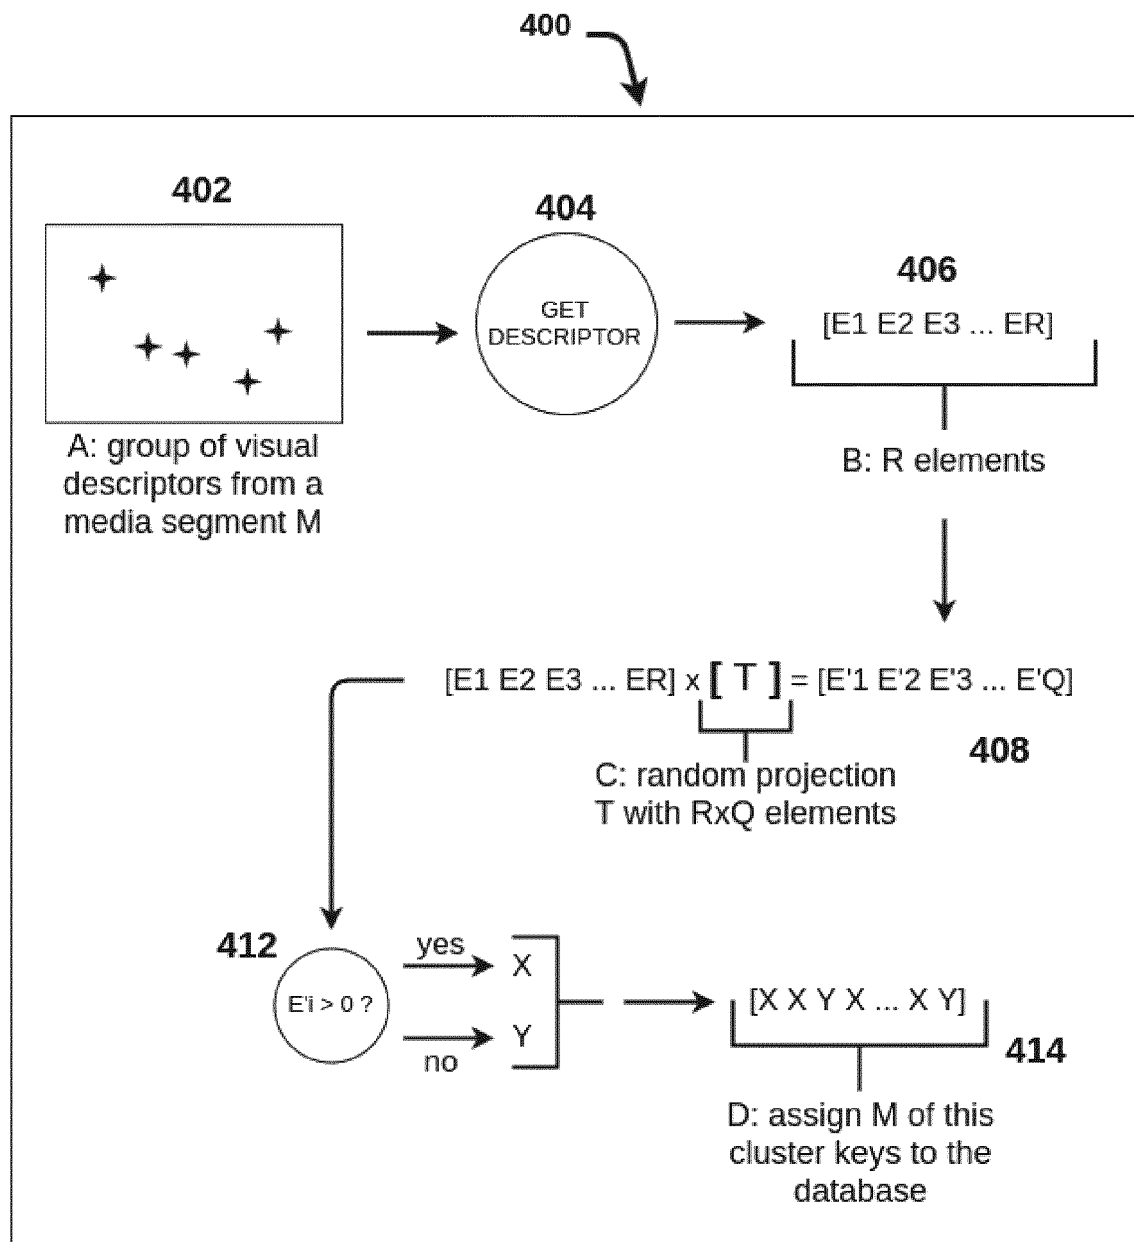 400
402
404
406
GET
DESCRIPTOR
[E1 E2 E3 ... ER]
A: group of visual
descriptors from a
media segment M
B: R elements
[E1 E2 E3 ... ER] x [ T ] = [E'1 E'2 E'3 ... E'Q]
408
C: random projection
T with RxQ elements
412
yes
X
E'i > 0 ?
[X X Y X ... X Y]
Y
no
414
D: assign M of this
cluster keys to the
database